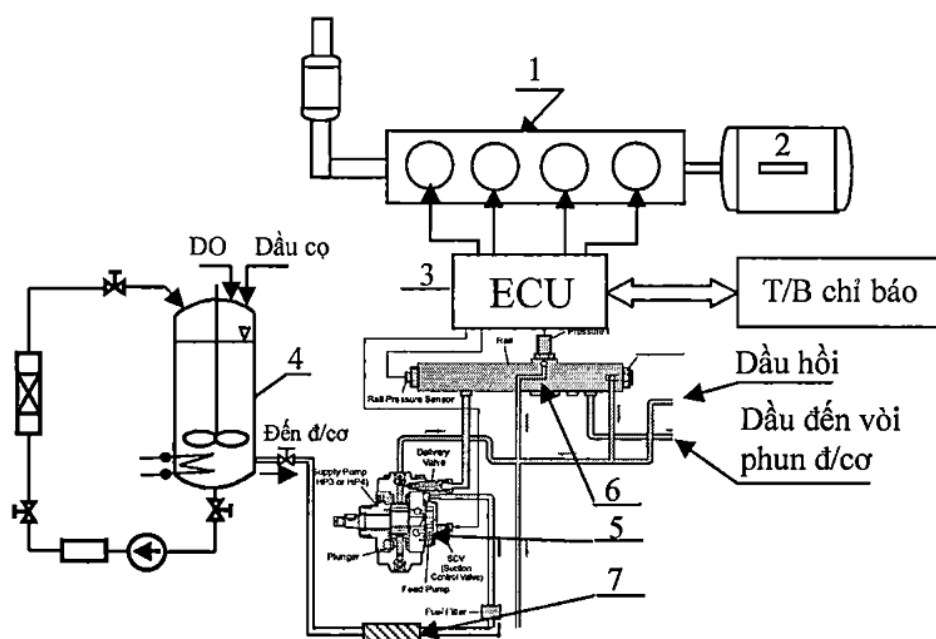 1
2
DO
Dầu cọ
3
ECU
T/B chỉ báo
Rail
Rail Pressure Sensor
4
Dầu hồi
Đến đ/cơ
Dầu đến vòi
phun đ/cơ
Supply Pump
HP3 or HP4)
Delivery
Valve
6
5
Plunger
SCV
(Suction
Control Valve)
Feed Pump
Fuel Filter
7